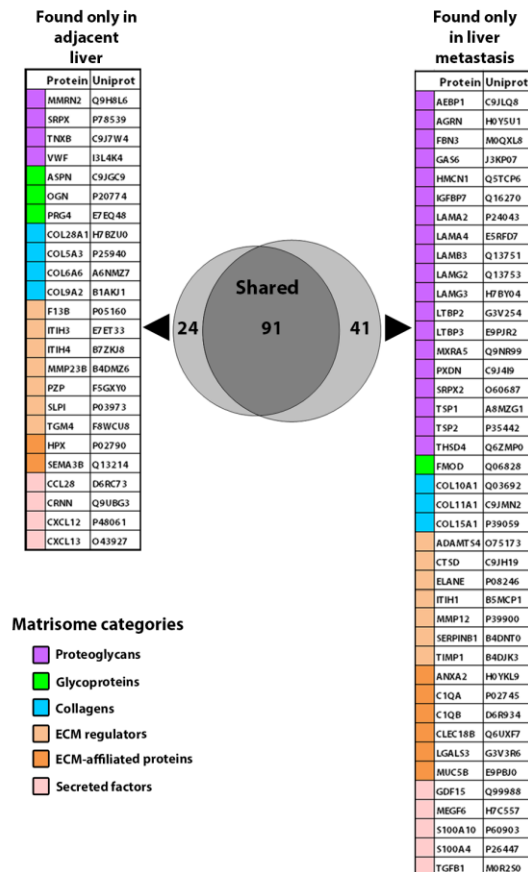 Found only in
adjacent
liver
Protein Uniprot
MMRN2 Q9H8L6
SRPX P78539
TNXB C9J7W4
VWF I3L4K4
ASPN C9JGC9
OGN P20774
PRG4 E7EQ48
COL28A1 H7BZU0
COL5A3 P25940
COL6A6 A6NMZ7
COL9A2 B1AKJ1
F13B P05160
ITIH3 E7ET33
ITIH4 B7ZKJ8
MMP23B B4DMZ6
PZP F5GXY0
SLPI P03973
TGM4 F8WCU8
HPX P02790
SEMA3B Q13214
CCL28 D6RC73
CRNN Q9UBG3
CXCL12 P48061
CXCL13 O43927
Shared
24 91 41
Found only
in liver
metastasis
Protein Uniprot
AEBP1 C9JLQ8
AGRN H0Y5U1
FBN3 M0QXL8
GAS6 J3KP07
HMCN1 Q5TCP6
IGFBP7 Q16270
LAMA2 P24043
LAMA4 E5RFD7
LAMB3 Q13751
LAMG2 Q13753
LAMG3 H7BY04
LTBP2 G3V254
LTBP3 E9PJR2
MXRA5 Q9NR99
PXDN C9J4I9
SRPX2 O60687
TSP1 A8MZG1
TSP2 P35442
THSD4 Q6ZMP0
FMOD Q06828
COL10A1 Q03692
COL11A1 C9JMN2
COL15A1 P39059
ADAMTS4 O75173
CTSD C9JH19
ELANE P08246
ITIH1 B5MCP1
MMP12 P39900
SERPINB1 B4DNT0
TIMP1 B4DJK3
ANXA2 H0YKL9
C1QA P02745
C1QB D6R934
CLEC18B Q6UXF7
LGALS3 G3V3R6
MUC5B E9PBJ0
GDF15 Q99988
MEGF6 H7C557
S100A10 P60903
S100A4 P26447
TGFB1 M0R2S0
Matrisome categories
Proteoglycans
Glycoproteins
Collagens
ECM regulators
ECM-affiliated proteins
Secreted factors